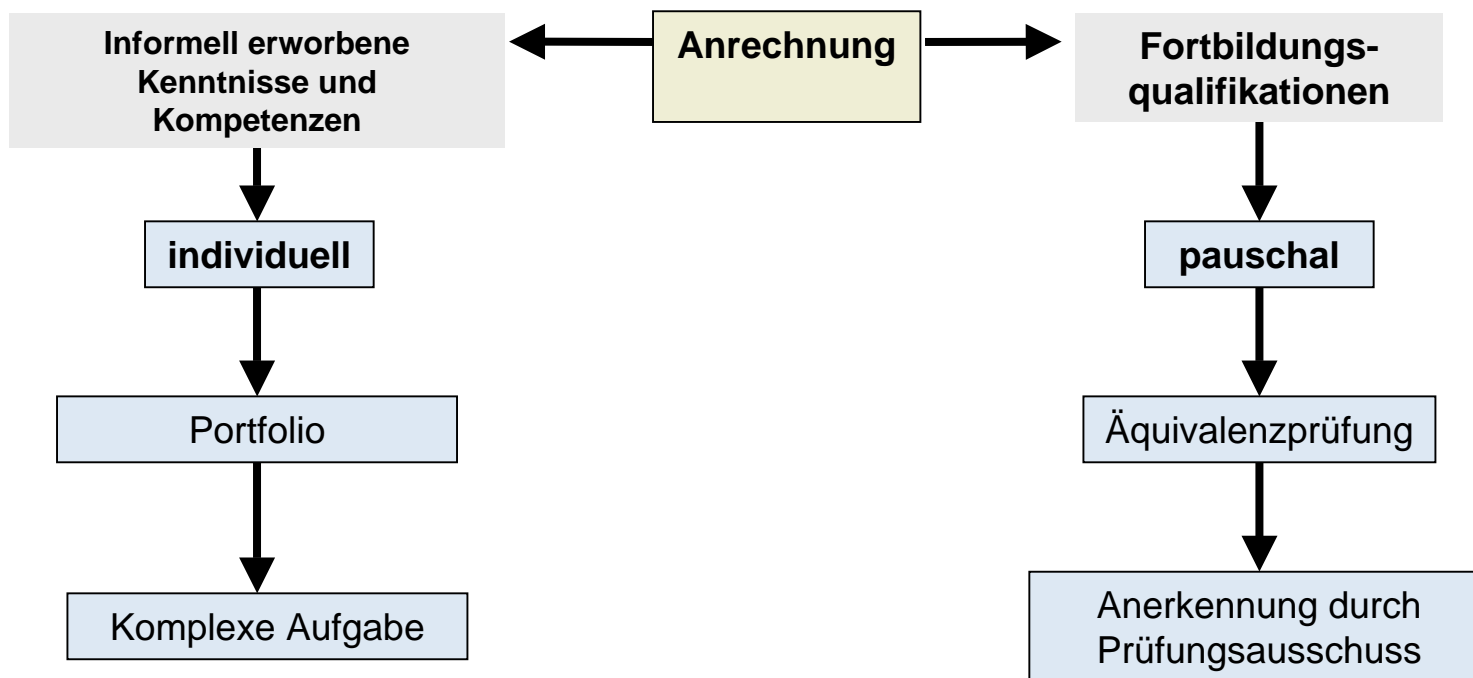 Anrechnung
Informell erworbene
Kenntnisse und
Kompetenzen
individuell
Portfolio
Komplexe Aufgabe
Fortbildungs-
qualifikationen
pauschal
Äquivalenzprüfung
Anerkennung durch
Prüfungsausschuss